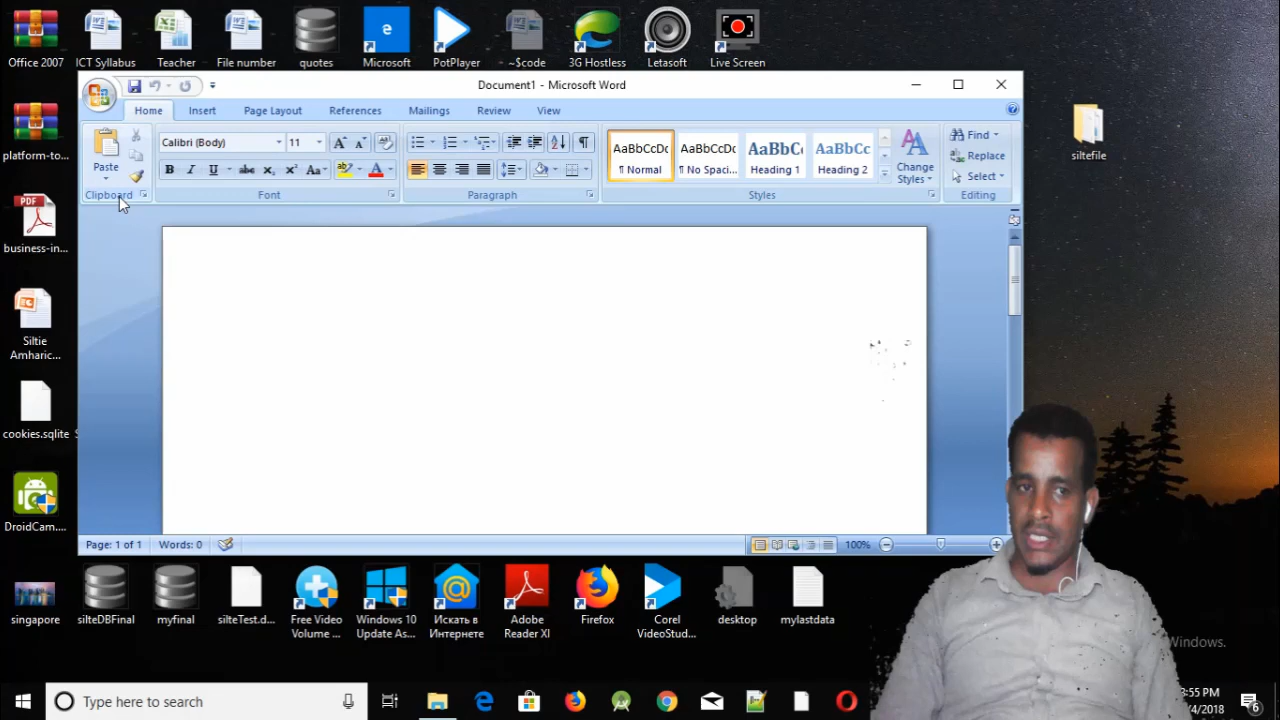 Office 2007
ICT Syllabus
Teacher
File number
quotes
Microsoft
PotPlayer
~$code
3G Hostless
Letasoft
Live Screen
platform-to...
business-in...
Siltie
Amharic...
cookies.sqlite
DroidCam....
siltefile
Document1 - Microsoft Word
Home
Insert
Page Layout
References
Mailings
Review
View
Paste
Clipboard
Calibri (Body)
11
B I U abc x₂ x² Aa
Font
Paragraph
AaBbCcDc
¶ Normal
AaBbCcDc
¶ No Spaci...
AaBbCc
Heading 1
AaBbCc
Heading 2
Change
Styles
Styles
Find
Replace
Select
Editing
Page: 1 of 1
Words: 0
100%
singapore
silteDBFinal
myfinal
silteTest.d...
Free Video
Volume ...
Windows 10
Update As...
Искать в
Интернете
Adobe
Reader XI
Firefox
Corel
VideoStud...
desktop
mylastdata
Windows.
Type here to search
:55 PM
/4/2018
6